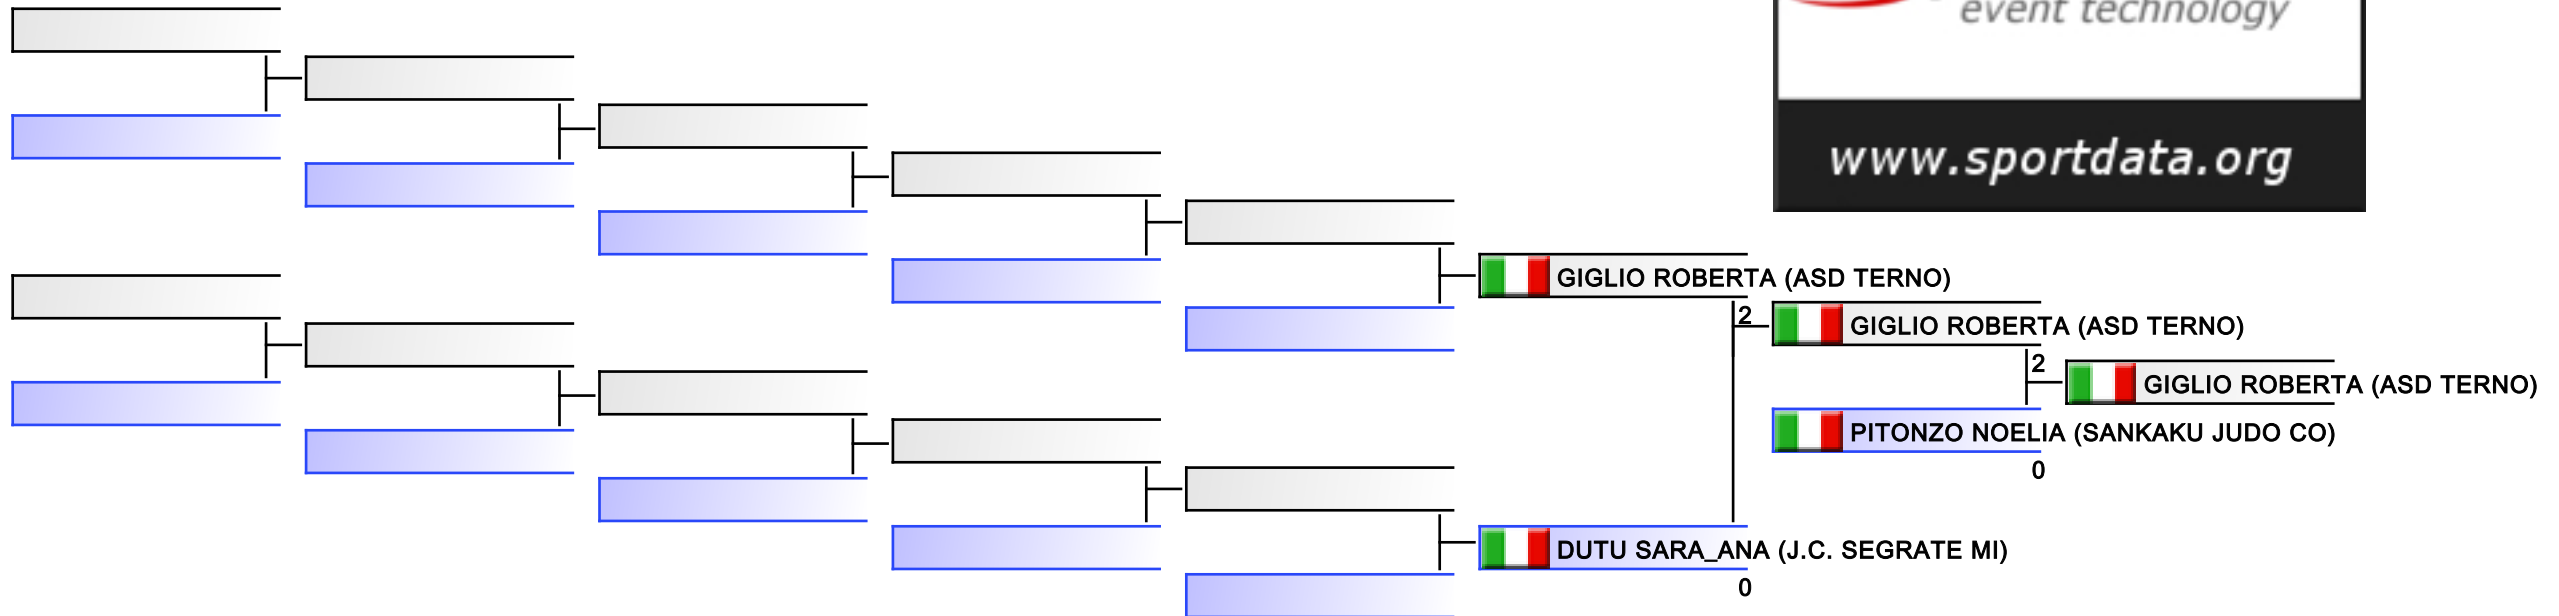 event technology
www.sportdata.org
GIGLIO ROBERTA (ASD TERNO)
2
GIGLIO ROBERTA (ASD TERNO)
2
GIGLIO ROBERTA (ASD TERNO)
PITONZO NOELIA (SANKAKU JUDO CO)
0
DUTU SARA_ANA (J.C. SEGRATE MI)
0